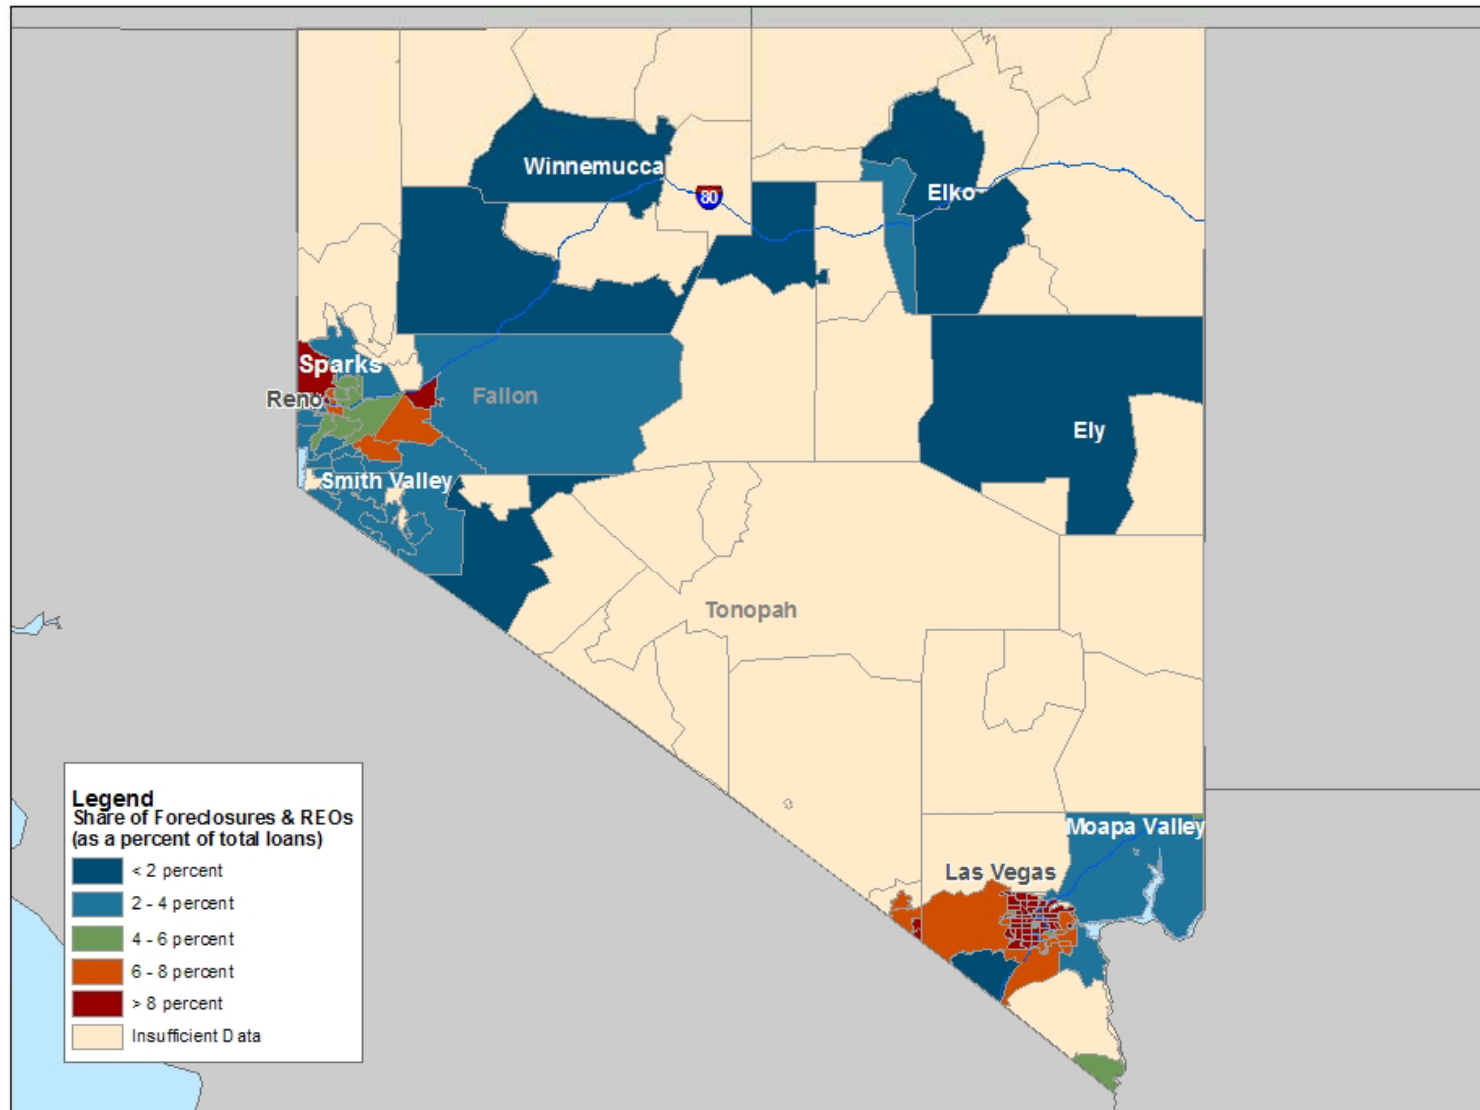 Winnemucca
80
Elko
Sparks
Reno
Fallon
Ely
Smith Valley
Tonopah
Moapa Valley
Las Vegas
Legend
Share of Foreclosures & REOs
(as a percent of total loans)
< 2 percent
2 - 4 percent
4 - 6 percent
6 - 8 percent
> 8 percent
Insufficient Data